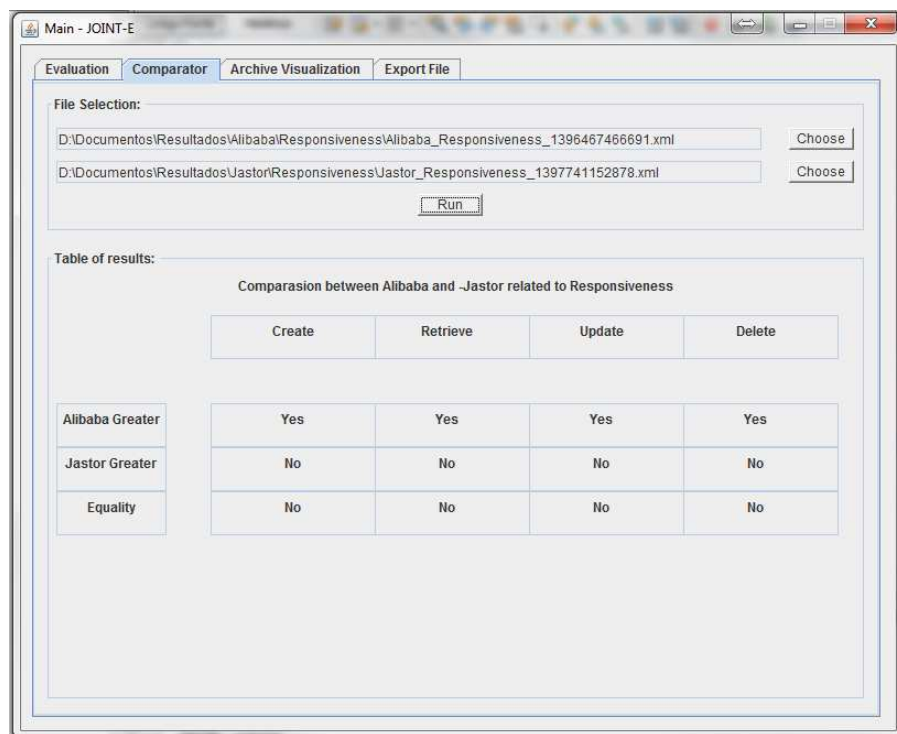 Main - JOINT-E
Evaluation Comparator Archive Visualization Export File
File Selection:
D:\Documentos\Resultados\Alibaba\Responsiveness\Alibaba_Responsiveness_1396467466691.xml Choose
D:\Documentos\Resultados\Jastor\Responsiveness\Jastor_Responsiveness_1397741152878.xml Choose
Run
Table of results:
Comparasion between Alibaba and -Jastor related to Responsiveness
Create Retrieve Update Delete
Alibaba Greater Yes Yes Yes Yes
Jastor Greater No No No No
Equality No No No No